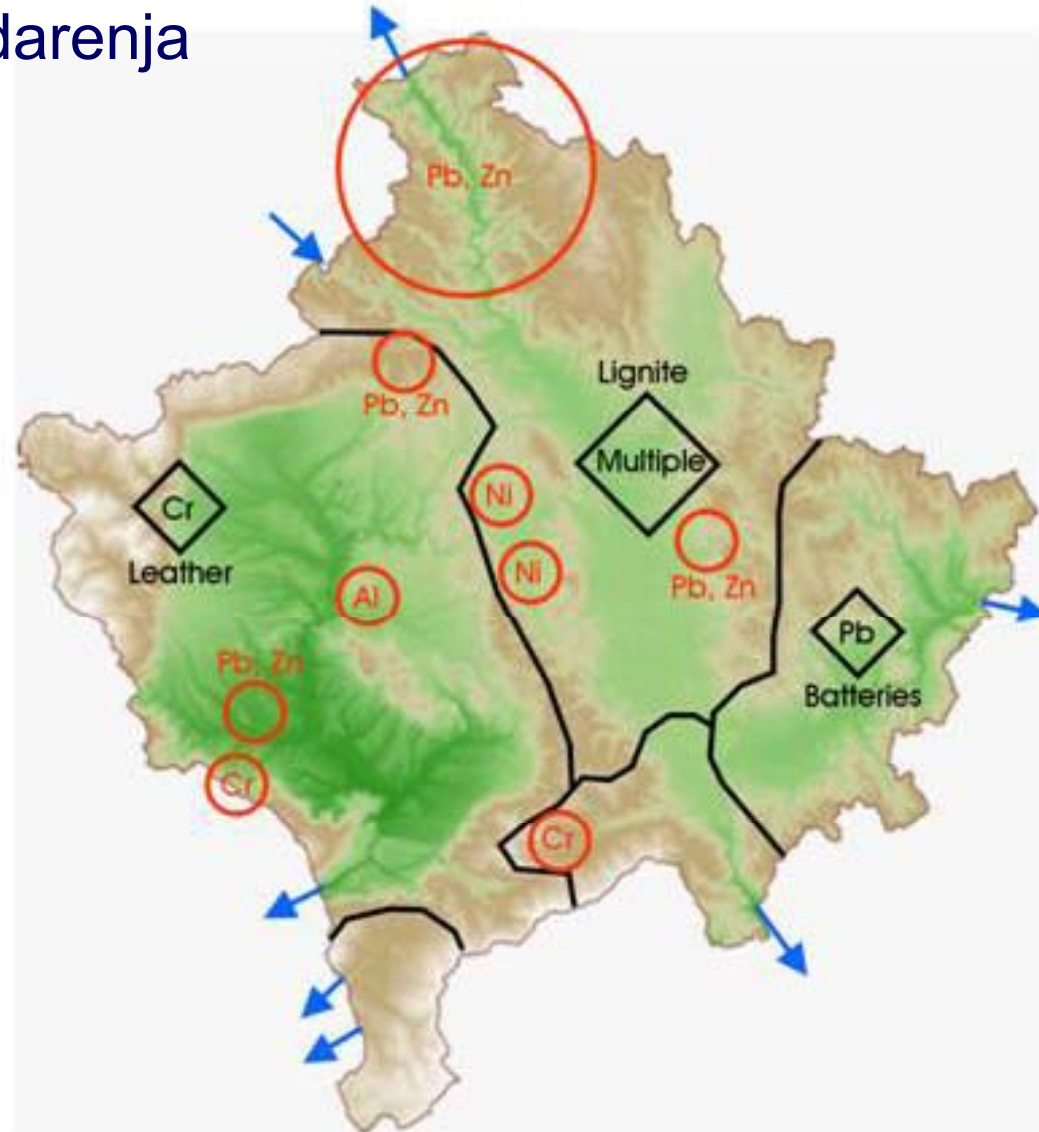 darenja
Pb, Zn
Pb, Zn
Lignite
Multiple
Cr
Leather
Ni
Ni
Pb, Zn
Al
Pb
Batteries
Pb, Zn
Cr
Cr